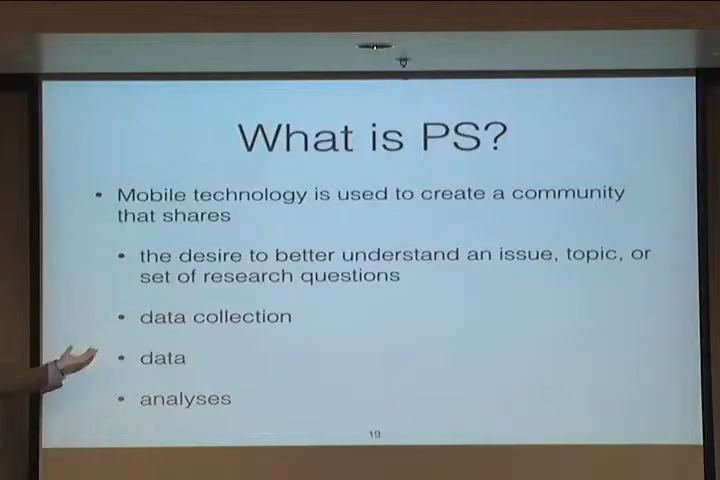 What is PS?
• Mobile technology is used to create a community
that shares
• the desire to better understand an issue, topic, or
set of research questions
• data collection
• data
• analyses
19